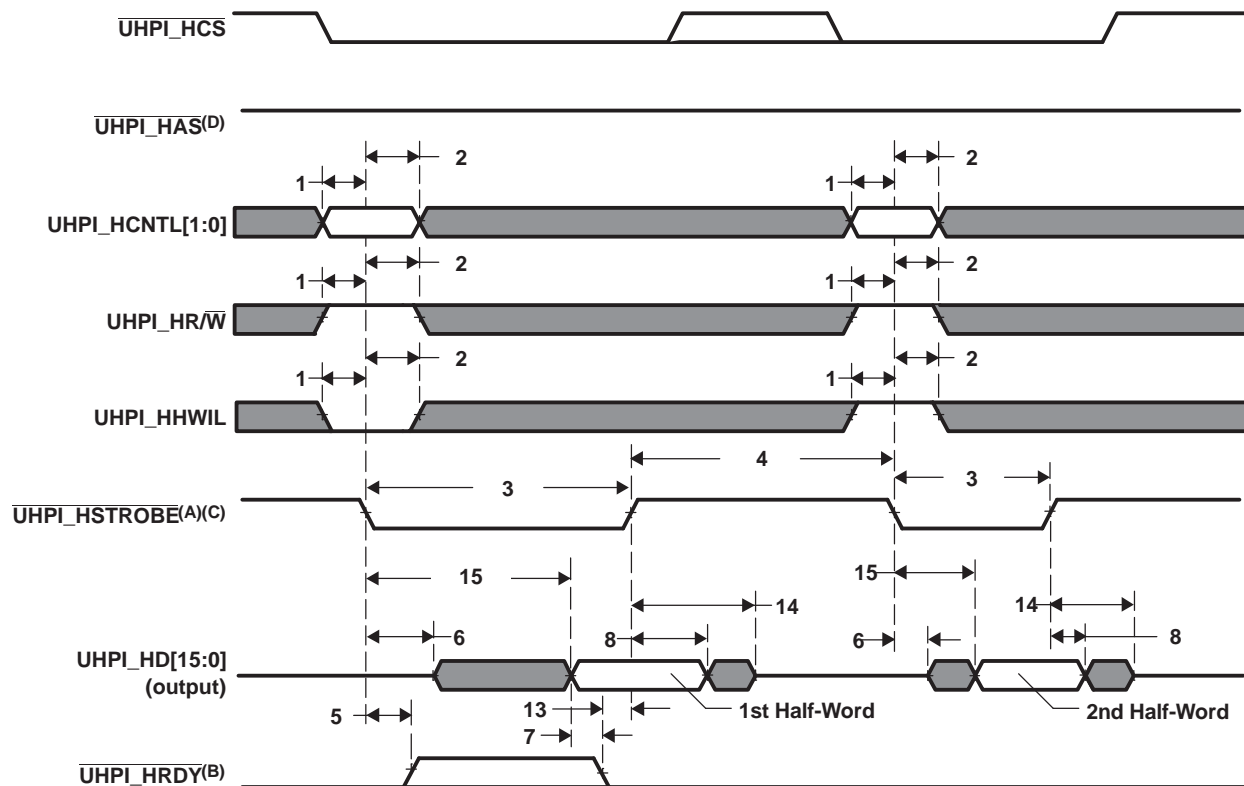 UHPI_HCS
UHPI_HAS(D)
2
1
2
1
UHPI_HCNTL[1:0]
2
1
2
1
UHPI_HR/W
2
1
2
1
UHPI_HHWIL
4
3
3
UHPI_HSTROBE(A)(C)
15
15
14
14
6
8
6
8
UHPI_HD[15:0]
(output)
5
13
1st Half-Word
2nd Half-Word
7
UHPI_HRDY(B)